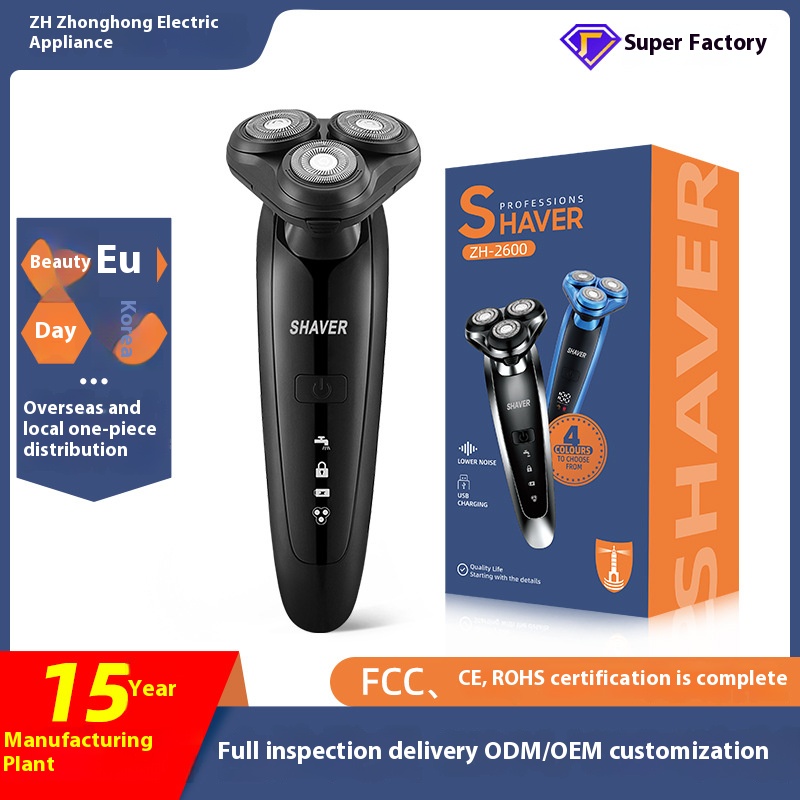 ZH Zhonghong Electric
Appliance
Super Factory
Beauty
Eu
Day
Korea
...
Overseas and
local one-piece
distribution
SHAVER
PROFESSIONS
SHAVER
ZH-2600
SHAVER
SHAVER
4
COLOURS
TO CHOOSE
FROM
LOWER NOISE
USB
CHARGING
Quality Life
Starting with the details
SHAVER
15 Year
Manufacturing
Plant
FCC、 CE, ROHS certification is complete
Full inspection delivery ODM/OEM customization